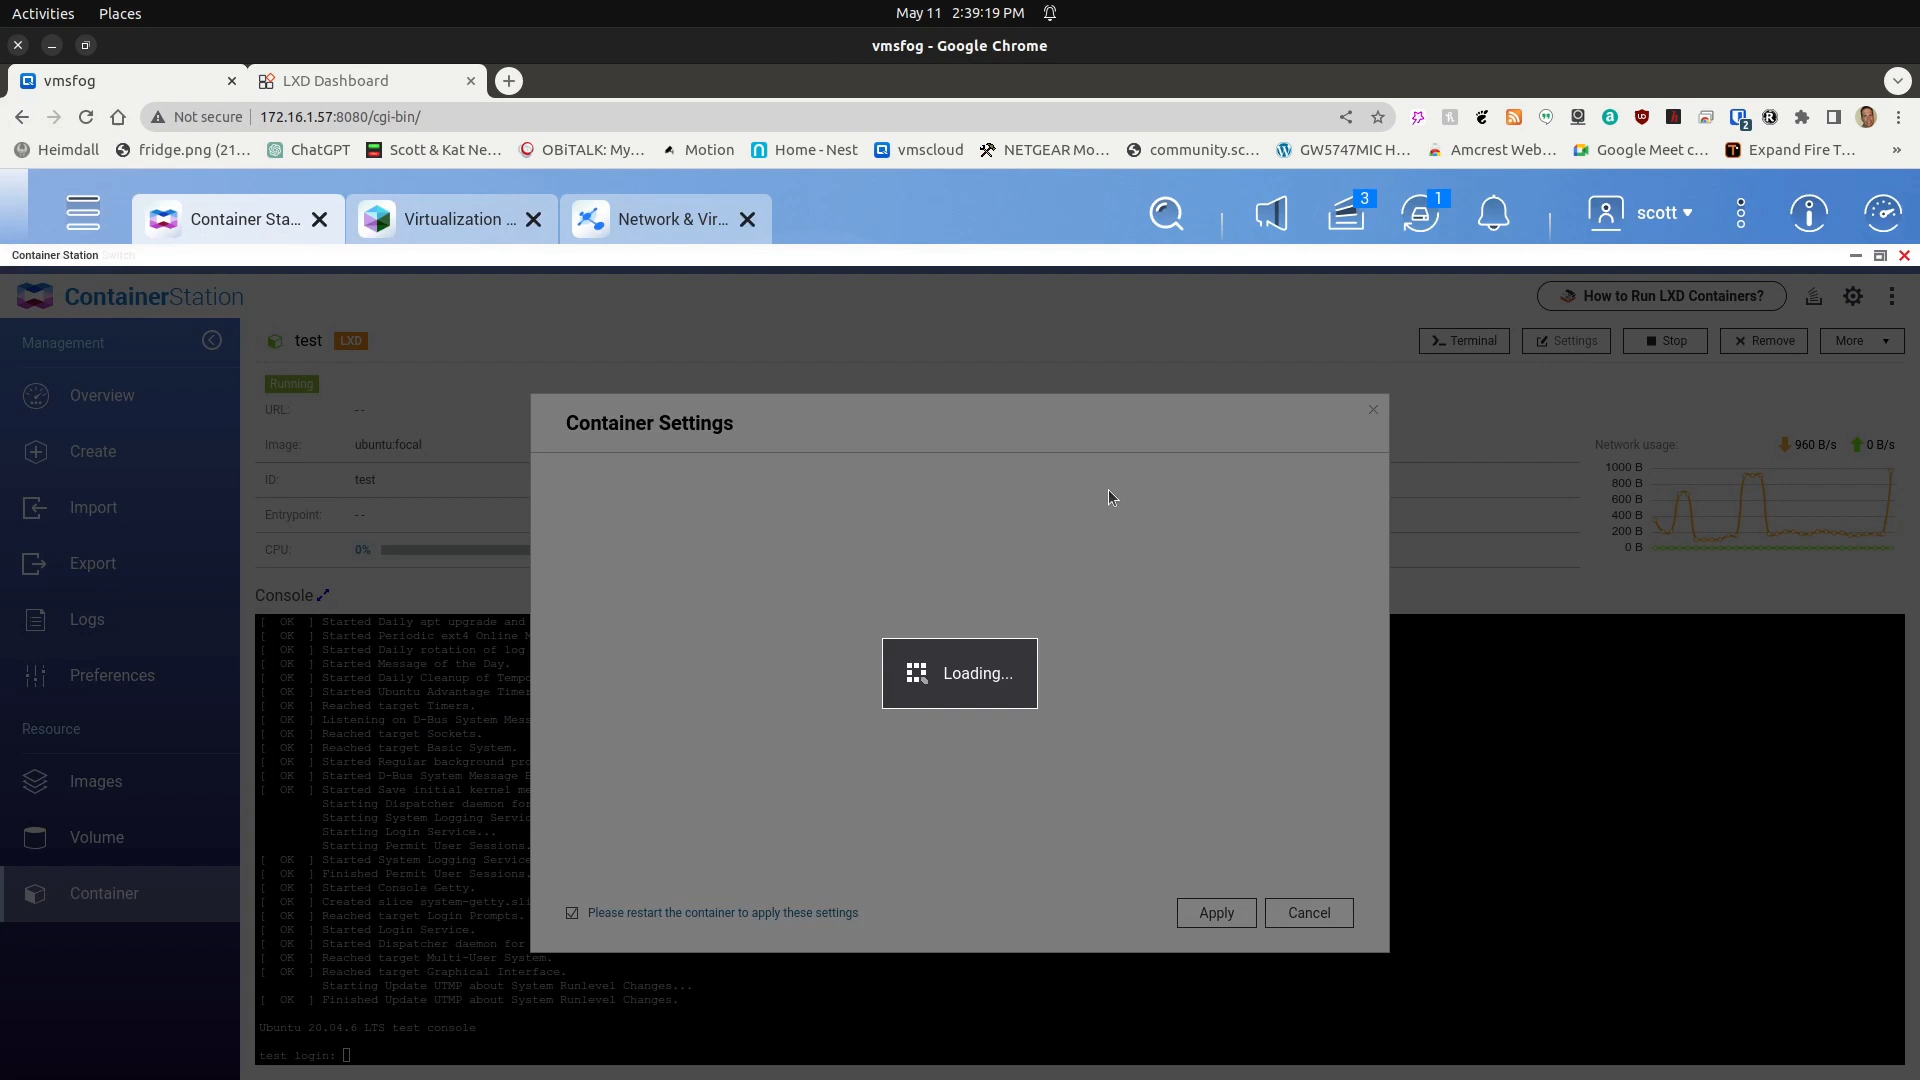 Activities Places May 11 2:39:19 PM
vmsfog - Google Chrome
vmsfog LXD Dashboard
Not secure 172.16.1.57:8080/cgi-bin/ 2
Heimdall fridge.png (21... ChatGPT Scott & Kat Ne... OBiTALK: My... Motion Home - Nest vmscloud NETGEAR Mo... community.sc... GW5747MIC H... Amcrest Web... Google Meet c... Expand Fire T... »
Container Sta... Virtualization ... Network & Vir... 3 1 scott
Container Station Switch
ContainerStation How to Run LXD Containers?
Management test LXD Terminal Settings Stop Remove More
Running
Overview
URL: --
Image: ubuntu:focal
Network usage: 960 B/s 0 B/s
Container Settings
Create
ID: test
1000 B
800 B
600 B
400 B
200 B
0 B
Import
Entrypoint: --
CPU: 0%
Export
Console
Logs
[ OK ] Started Daily apt upgrade and
[ OK ] Started Periodic ext4 Online M
[ OK ] Started Daily rotation of log
[ OK ] Started Message of the Day.
[ OK ] Started Daily Cleanup of Tempo
[ OK ] Started Ubuntu Advantage Timer
[ OK ] Reached target Timers.
[ OK ] Listening on D-Bus System Mess
[ OK ] Reached target Sockets.
[ OK ] Reached target Basic System.
[ OK ] Started Regular background pro
[ OK ] Started D-Bus System Message B
[ OK ] Started Save initial kernel me
Starting Dispatcher daemon for
Starting System Logging Servic
Starting Login Service...
Starting Permit User Sessions.
[ OK ] Started System Logging Service
[ OK ] Finished Permit User Sessions.
[ OK ] Started Console Getty.
[ OK ] Created slice system-getty.sli
[ OK ] Reached target Login Prompts.
[ OK ] Started Login Service.
[ OK ] Started Dispatcher daemon for
[ OK ] Reached target Multi-User System.
[ OK ] Reached target Graphical Interface.
Starting Update UTMP about System Runlevel Changes...
[ OK ] Finished Update UTMP about System Runlevel Changes.
Ubuntu 20.04.6 LTS test console
test login:
Loading...
Please restart the container to apply these settings Apply Cancel
Preferences
Resource
Images
Volume
Container